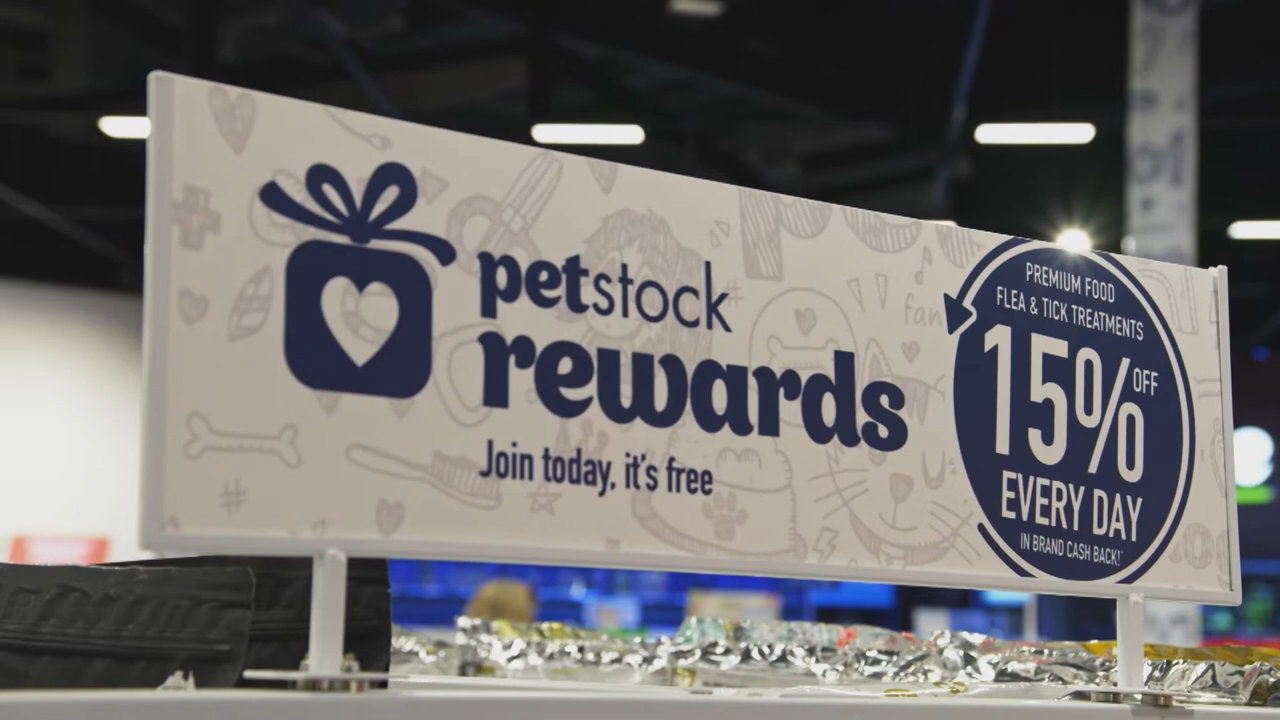 petstock
rewards
Join today, it's free
fan
PREMIUM FOOD
FLEA & TICK TREATMENTS
15% OFF
EVERY DAY
IN BRAND CASH BACK!*